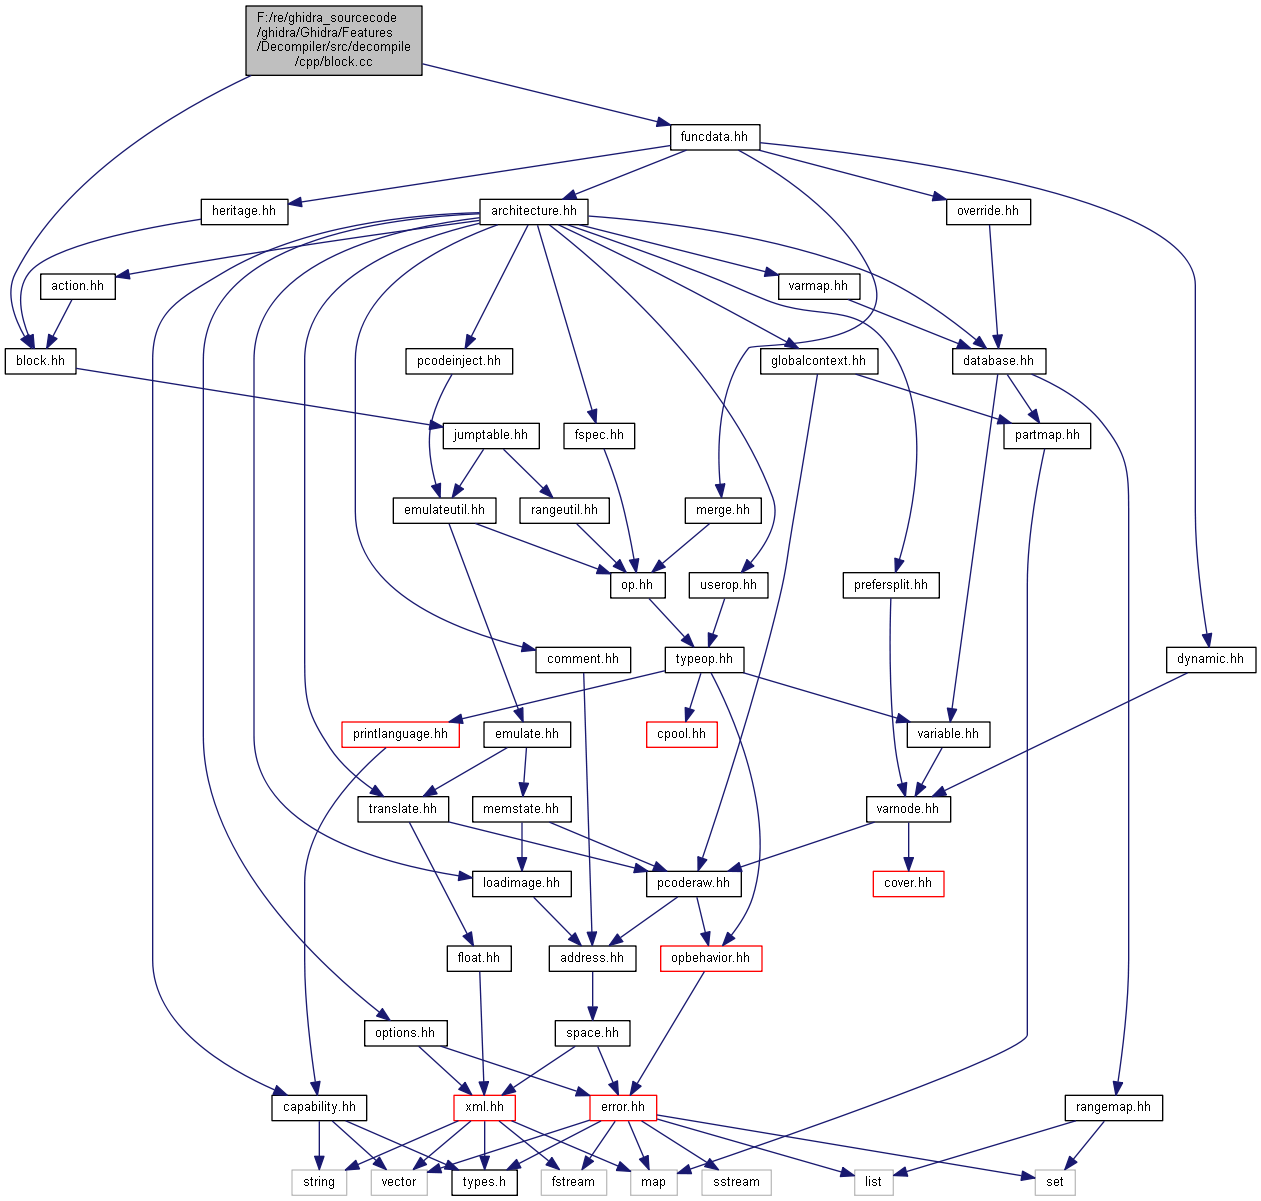 F:/re/ghidra_sourcecode
/ghidra/Ghidra/Features
/Decompiler/src/decompile
/cpp/block.cc
funcdata.hh
heritage.hh
architecture.hh
override.hh
action.hh
varmap.hh
block.hh
pcodeinject.hh
globalcontext.hh
database.hh
jumptable.hh
fspec.hh
partmap.hh
emulateutil.hh
rangeutil.hh
merge.hh
op.hh
userop.hh
prefersplit.hh
comment.hh
typeop.hh
dynamic.hh
printlanguage.hh
emulate.hh
cpool.hh
variable.hh
translate.hh
memstate.hh
varnode.hh
loadimage.hh
pcoderaw.hh
cover.hh
float.hh
address.hh
opbehavior.hh
options.hh
space.hh
capability.hh
xml.hh
error.hh
rangemap.hh
string
vector
types.h
fstream
map
sstream
list
set